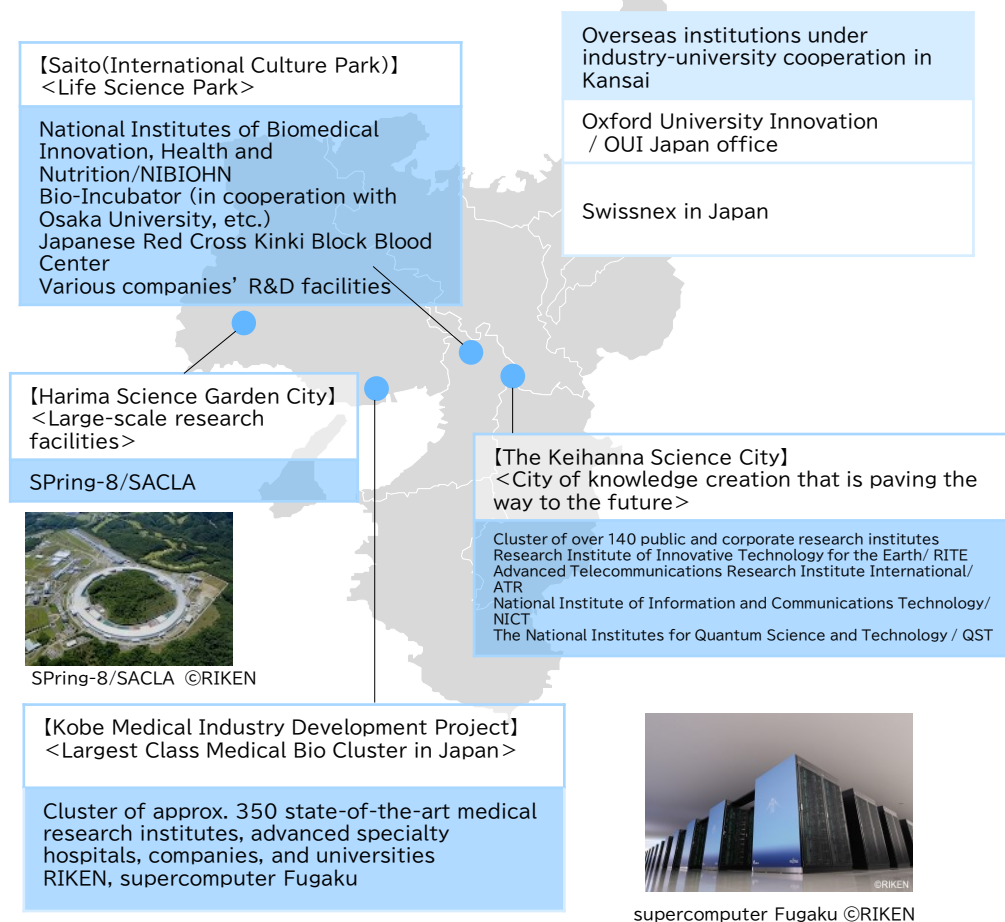 【Saito(International Culture Park)】
<Life Science Park>
National Institutes of Biomedical
Innovation, Health and
Nutrition/NIBIOHN
Bio-Incubator (in cooperation with
Osaka University, etc.)
Japanese Red Cross Kinki Block Blood
Center
Various companies’ R&D facilities
Overseas institutions under
industry-university cooperation in
Kansai
Oxford University Innovation
/ OUI Japan office
Swissnex in Japan
【Harima Science Garden City】
<Large-scale research
facilities>
SPring-8/SACLA
SPring-8/SACLA ©RIKEN
【The Keihanna Science City】
<City of knowledge creation that is paving the
way to the future>
Cluster of over 140 public and corporate research institutes
Research Institute of Innovative Technology for the Earth/ RITE
Advanced Telecommunications Research Institute International/
ATR
National Institute of Information and Communications Technology/
NICT
The National Institutes for Quantum Science and Technology / QST
【Kobe Medical Industry Development Project】
<Largest Class Medical Bio Cluster in Japan>
Cluster of approx. 350 state-of-the-art medical
research institutes, advanced specialty
hospitals, companies, and universities
RIKEN, supercomputer Fugaku
©RIKEN
supercomputer Fugaku ©RIKEN